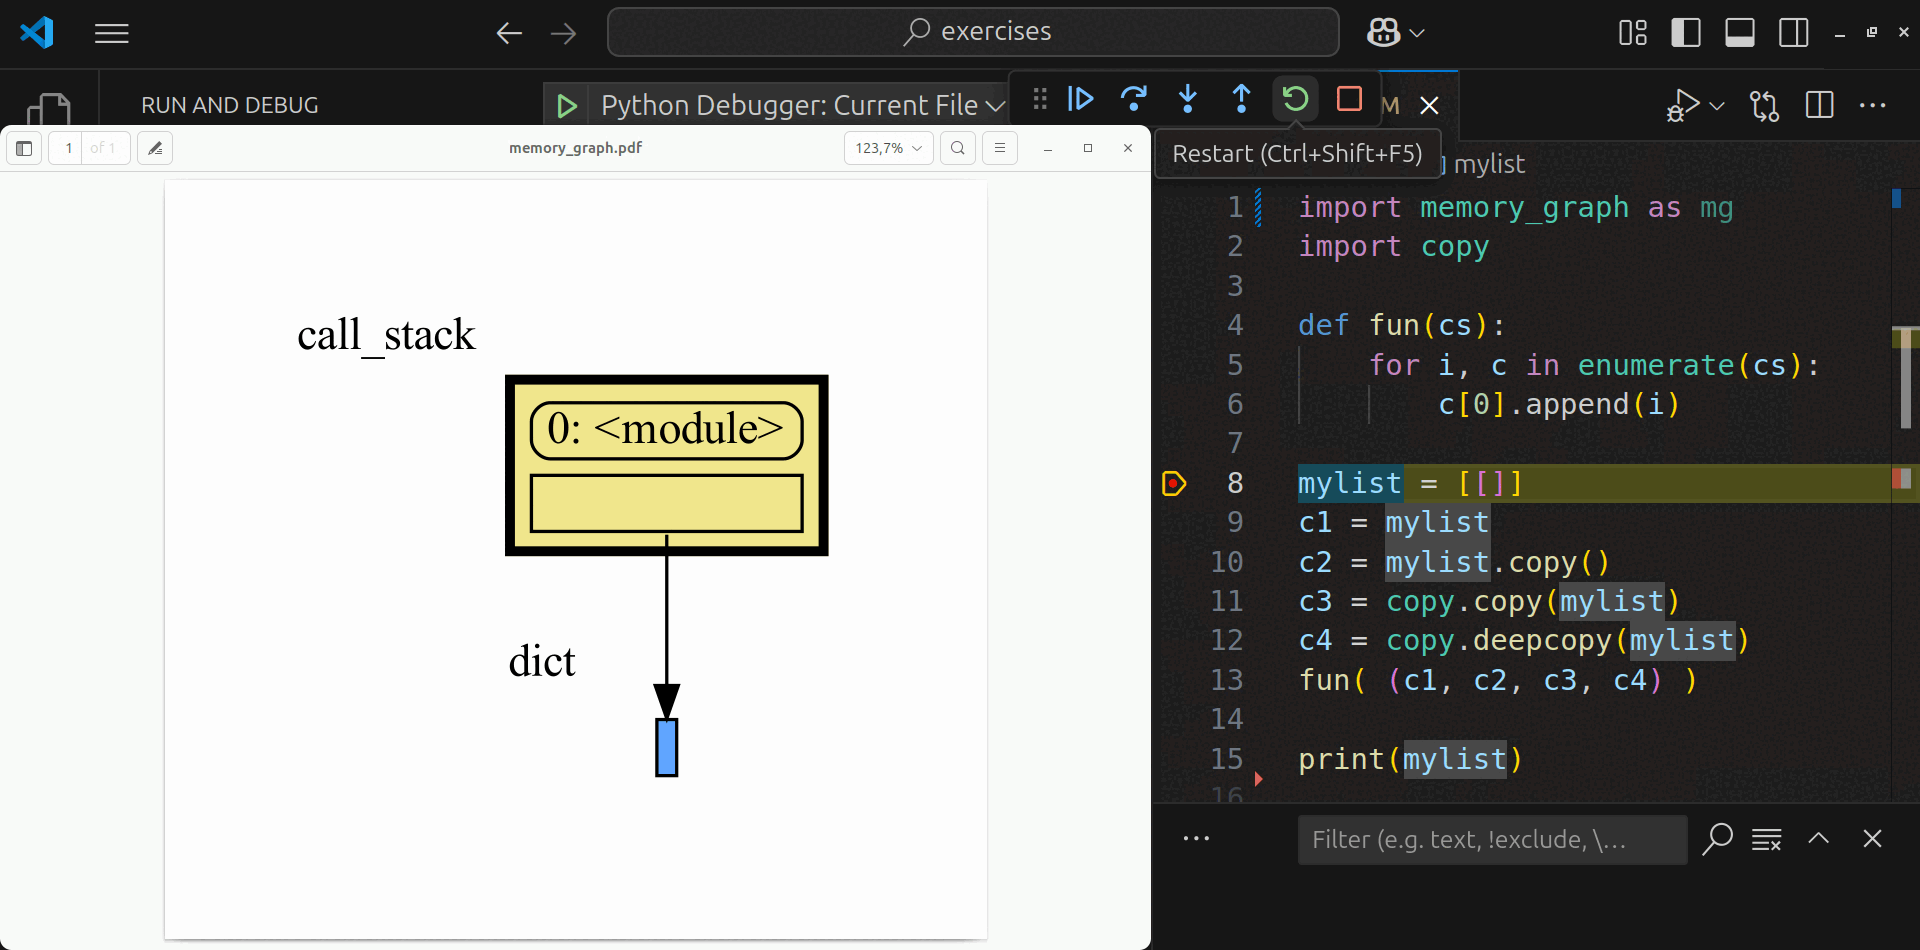 exercises
RUN AND DEBUG
Python Debugger: Current File
M
Restart (Ctrl+Shift+F5)
mylist
1 of 1
memory_graph.pdf
123,7%
call_stack
0: <module>
dict
1 import memory_graph as mg
2 import copy
3
4 def fun(cs):
5     for i, c in enumerate(cs):
6         c[0].append(i)
7
8 mylist = [[]]
9 c1 = mylist
10 c2 = mylist.copy()
11 c3 = copy.copy(mylist)
12 c4 = copy.deepcopy(mylist)
13 fun( (c1, c2, c3, c4) )
14
15 print(mylist)
16
Filter (e.g. text, !exclude, \...